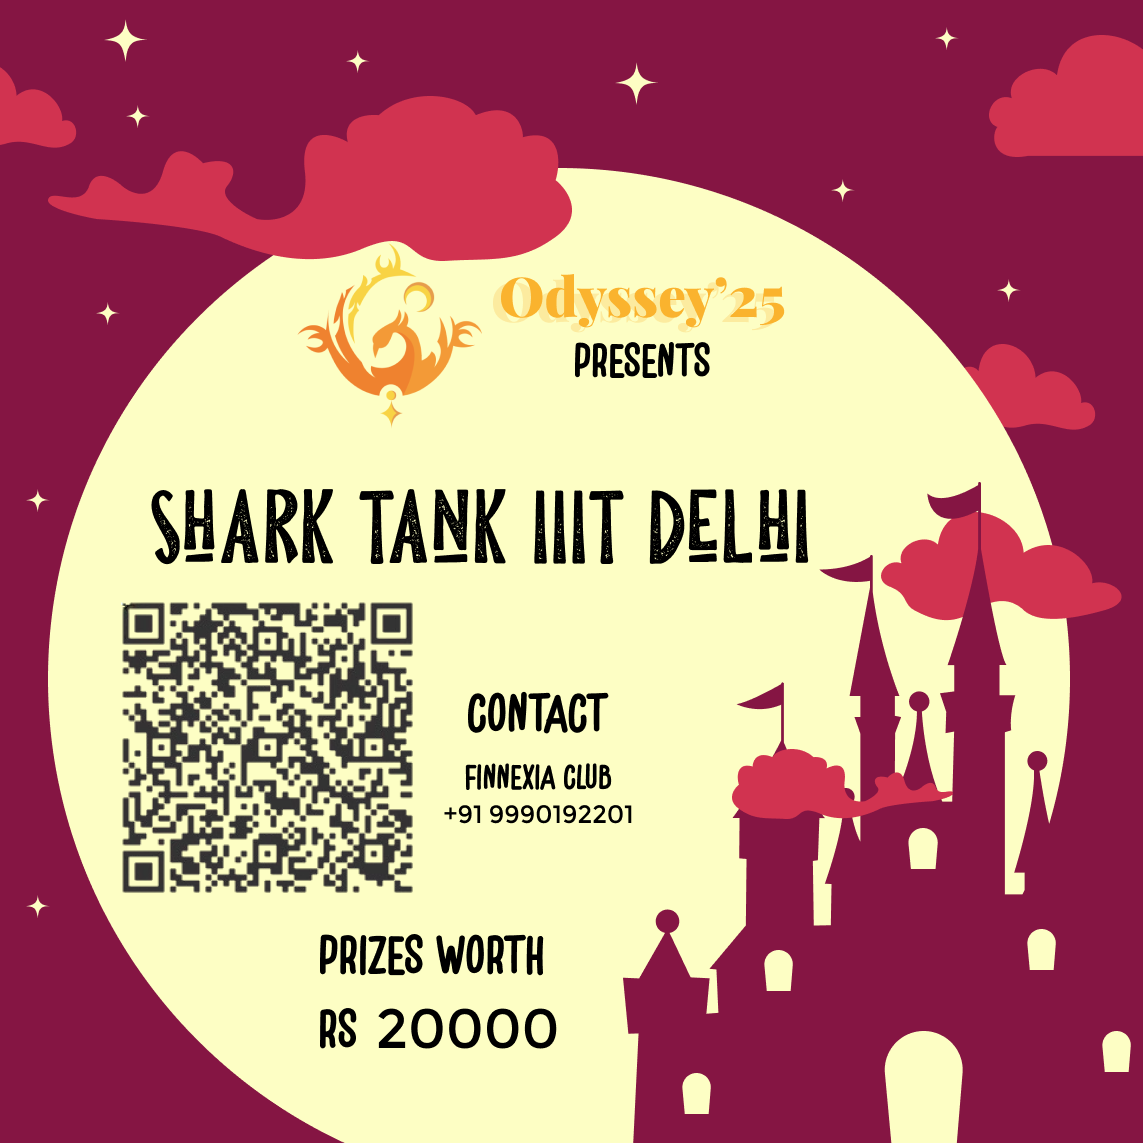 Odyssey'25
PRESENTS
SHARK TANK IIIT DELHI
CONTACT
FINNEXIA CLUB
+91 9990192201
PRIZES WORTH
RS 20000